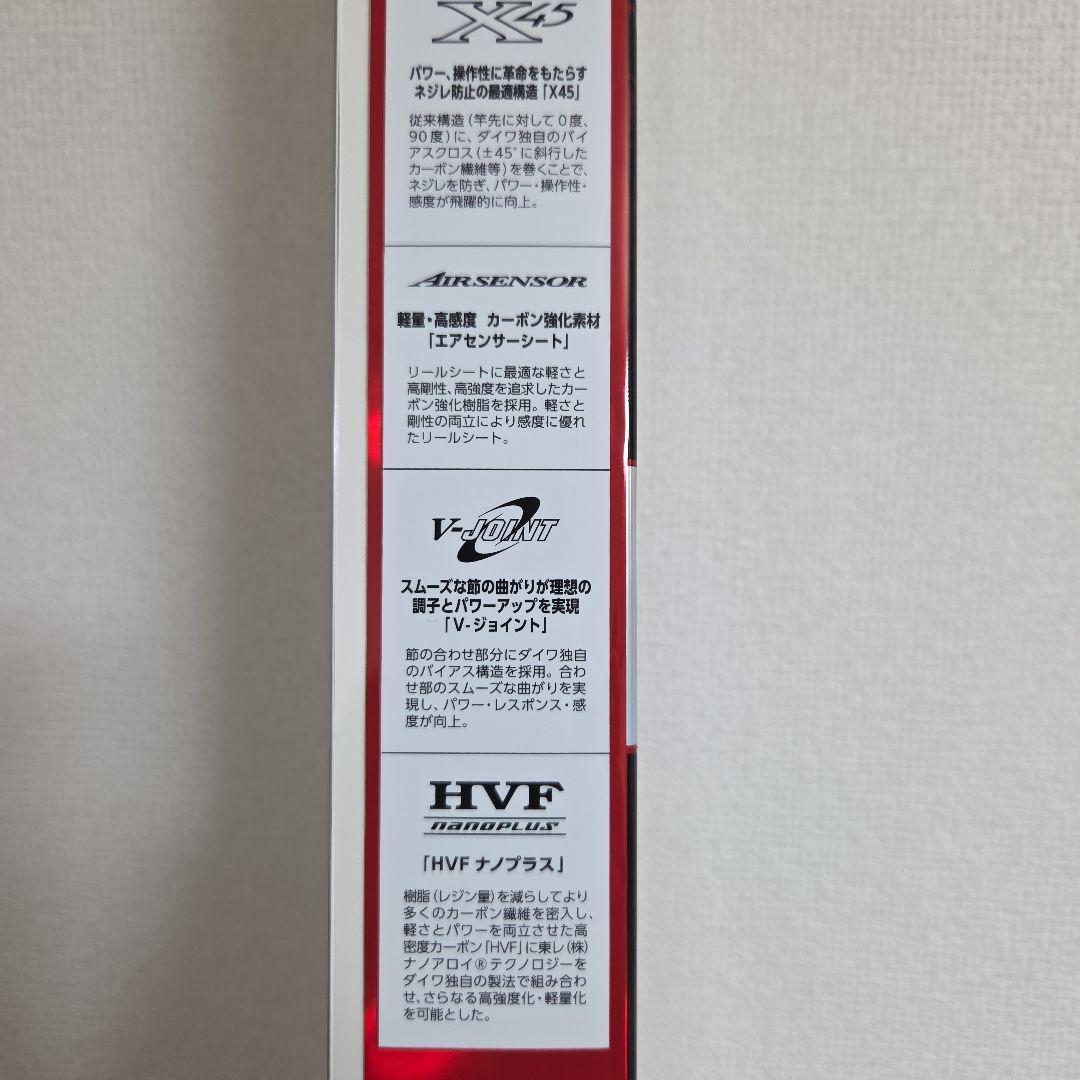 X45
パワー、操作性に革命をもたらす
ネジレ防止の最適構造「X45」
従来構造(竿先に対して0度、
90度)に、ダイワ独自のバイ
アスクロス(±45°に斜行した
カーボン繊維等)を巻くことで、
ネジレを防ぎ、パワー・操作性・
感度が飛躍的に向上。
AIRSENSOR
軽量・高感度 カーボン強化素材
「エアセンサーシート」
リールシートに最適な軽さと
高剛性、高強度を追求したカー
ボン強化樹脂を採用。軽さと
剛性の両立により感度に優れ
たリールシート。
V-JOINT
スムーズな節の曲がりが理想の
調子とパワーアップを実現
「V-ジョイント」
節の合わせ部分にダイワ独自
のバイアス構造を採用。合わ
せ部のスムーズな曲がりを実
現し、パワー・レスポンス・感
度が向上。
HVF
nanoplus
「HVF ナノプラス」
樹脂(レジン量)を減らしてより
多くのカーボン繊維を密入し、
軽さとパワーを両立させた高
密度カーボン「HVF」に東レ(株)
ナノアロイ®テクノロジーを
ダイワ独自の製法で組み合わ
せ、さらなる高強度化・軽量化
を可能とした。